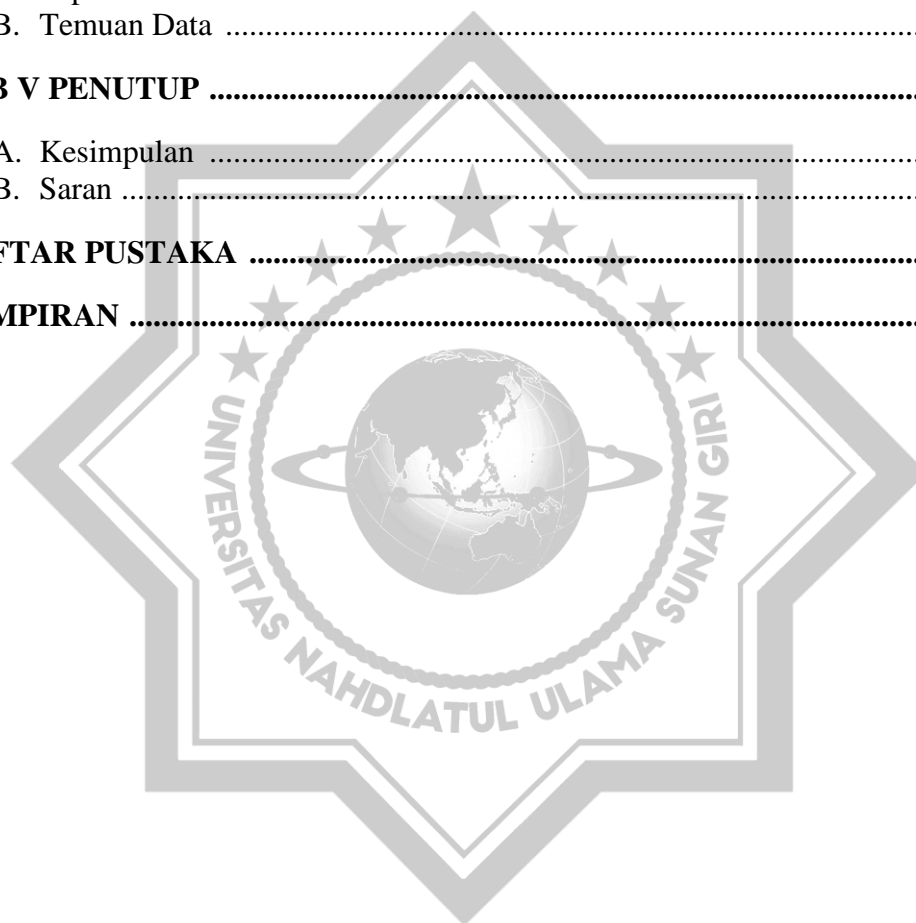 B. Temuan Data ........................................................................................
B V PENUTUP ........................................................................................
A. Kesimpulan ........................................................................................
B. Saran ........................................................................................
FTAR PUSTAKA ........................................................................................
MPIRAN ........................................................................................
UNIVERSITAS NAHDLATUL ULAMA SUNAN GIRI